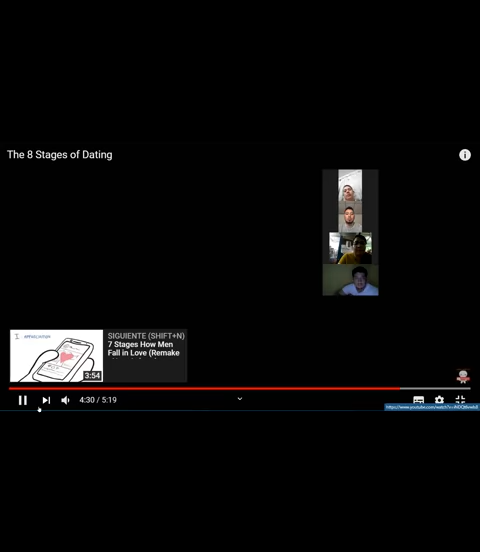 The 8 Stages of Dating
SIGUIENTE (SHIFT+N)
7 Stages How Men
Fall in Love (Remake
3:54
4:30 / 5:19